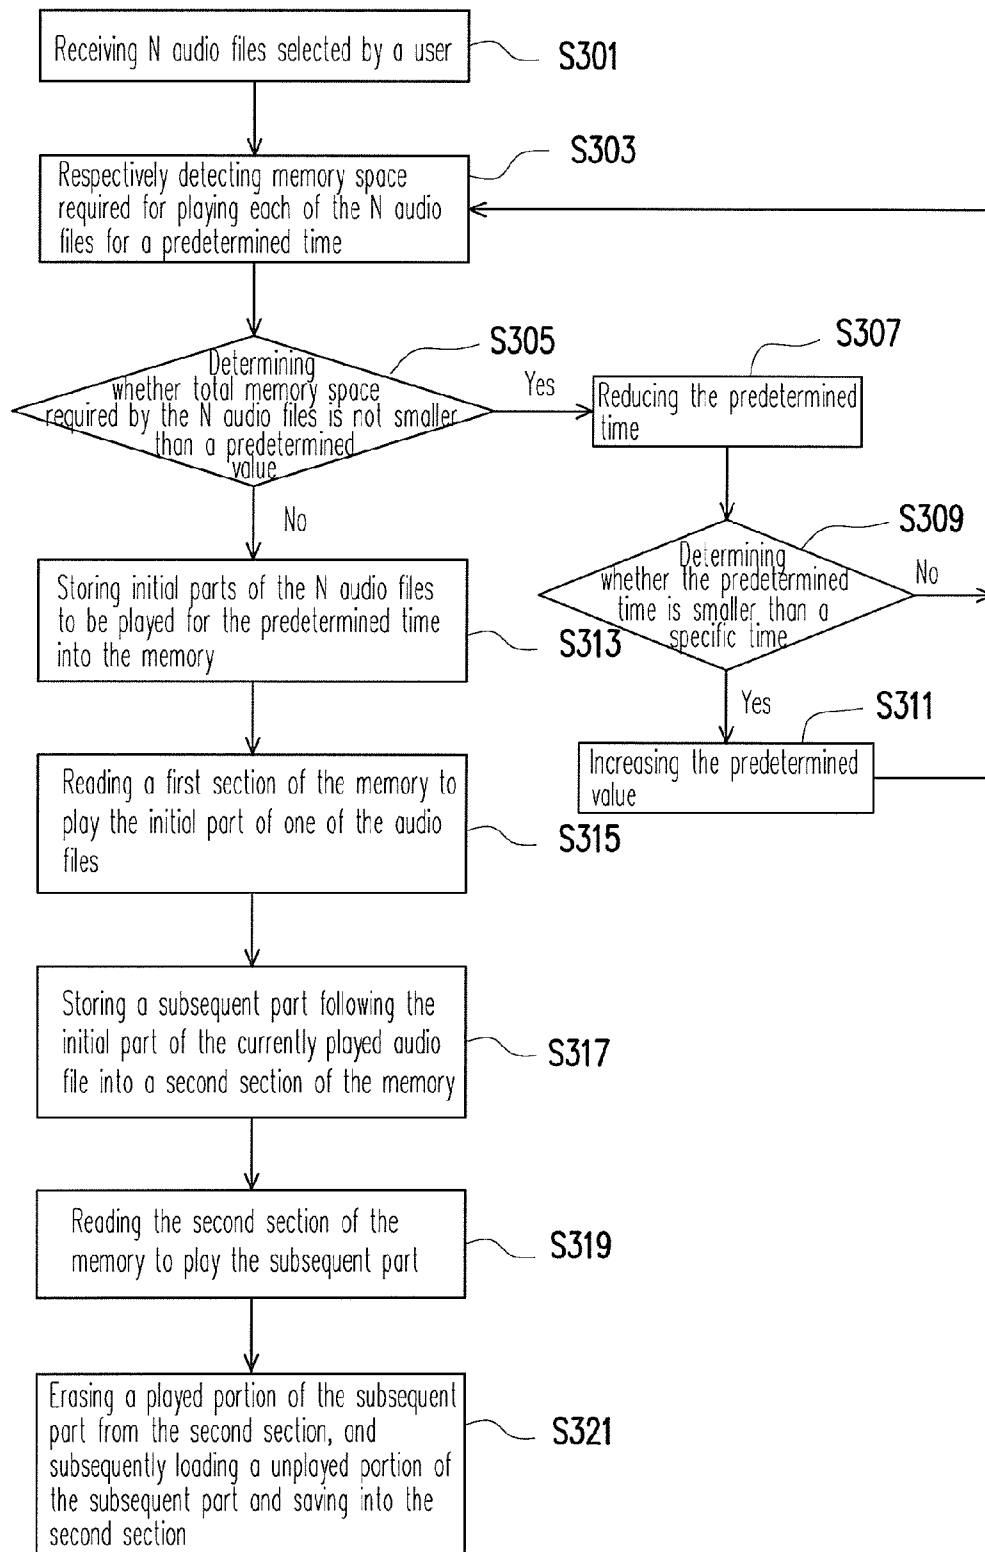 Receiving N audio files selected by a user
S301
S303
Respectively detecting memory space
required for playing each of the N audio
files for a predetermined time
S305
Determining
whether total memory space
required by the N audio files is not smaller
than a predetermined
value
Yes
S307
Reducing the predetermined
time
No
S309
Determining
whether the predetermined
time is smaller than a
specific time
No
Yes
S311
Increasing the predetermined
value
Storing initial parts of the N audio files
to be played for the predetermined time
into the memory
S313
Reading a first section of the memory to
play the initial part of one of the audio
files
S315
Storing a subsequent part following the
initial part of the currently played audio
file into a second section of the memory
S317
Reading the second section of the
memory to play the subsequent part
S319
Erasing a played portion of the subsequent
part from the second section, and
subsequently loading a unplayed portion of
the subsequent part and saving into the
second section
S321